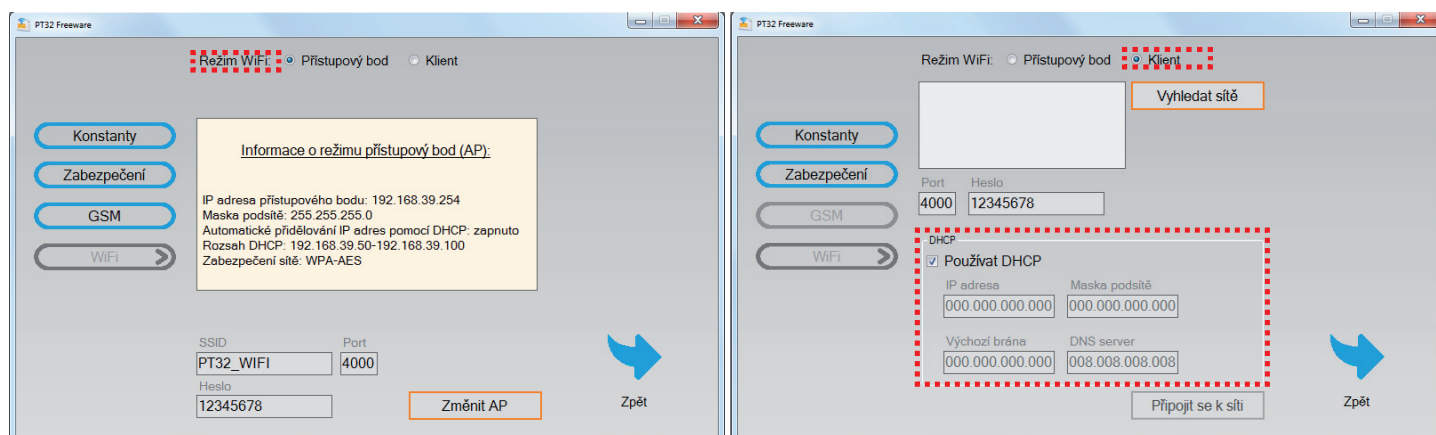 PT32 Freeware
Režim WiFi: Přístupový bod Klient
Konstanty
Zabezpečení
GSM
WiFi
Informace o režimu přístupový bod (AP):
IP adresa přístupového bodu: 192.168.39.254
Maska podsítě: 255.255.255.0
Automatické přidělování IP adres pomocí DHCP: zapnuto
Rozsah DHCP: 192.168.39.50-192.168.39.100
Zabezpečení sítě: WPA-AES
SSID Port
PT32_WIFI 4000
Heslo
12345678
Změnit AP
Zpět
PT32 Freeware
Režim WiFi: Přístupový bod Klient
Vyhledat sítě
Konstanty
Zabezpečení
GSM
WiFi
Port Heslo
4000 12345678
DHCP
Používat DHCP
IP adresa Maska podsítě
000.000.000.000 000.000.000.000
Výchozí brána DNS server
000.000.000.000 008.008.008.008
Připojit se k síti
Zpět